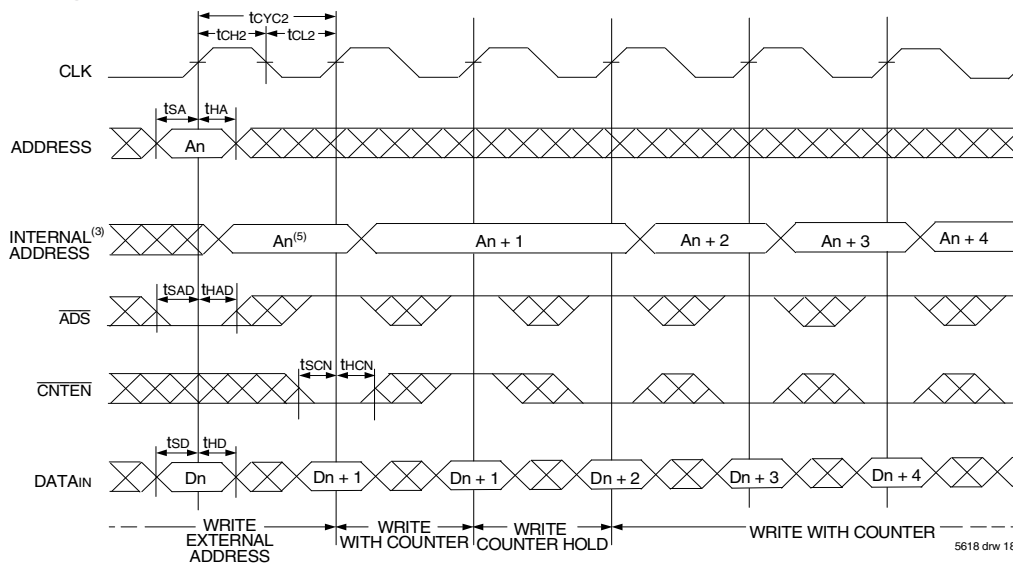 tCYC2
tCH2 tCL2
CLK
tSA tHA
ADDRESS An
INTERNAL(3) ADDRESS An(5) An + 1 An + 2 An + 3 An + 4
tSAD tHAD
ADS
tSCN tHCN
CNTEN
tSD tHD
DATAIN Dn Dn + 1 Dn + 1 Dn + 2 Dn + 3 Dn + 4
WRITE EXTERNAL ADDRESS
WRITE WITH COUNTER
WRITE COUNTER HOLD
WRITE WITH COUNTER
5618 drw 18